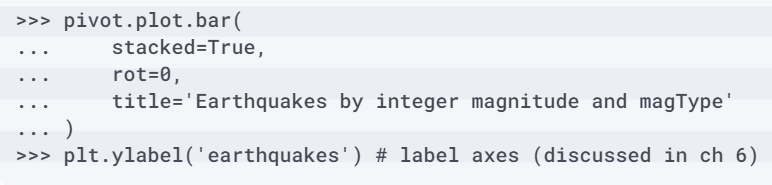 >>> pivot.plot.bar(
...     stacked=True,
...     rot=0,
...     title='Earthquakes by integer magnitude and magType'
... )
>>> plt.ylabel('earthquakes') # label axes (discussed in ch 6)